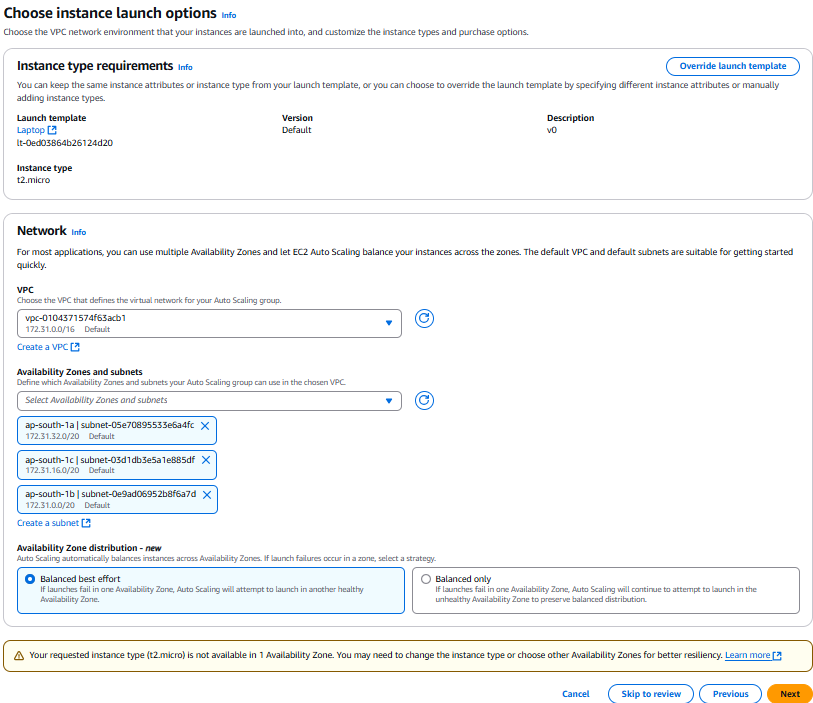 Choose instance launch options Info
Choose the VPC network environment that your instances are launched into, and customize the instance types and purchase options.
Instance type requirements Info
Override launch template
You can keep the same instance attributes or instance type from your launch template, or you can choose to override the launch template by specifying different instance attributes or manually
adding instance types.
Launch template
Version
Description
Laptop
Default
v0
lt-0ed03864b26124d20
Instance type
t2.micro
Network Info
For most applications, you can use multiple Availability Zones and let EC2 Auto Scaling balance your instances across the zones. The default VPC and default subnets are suitable for getting started
quickly.
VPC
Choose the VPC that defines the virtual network for your Auto Scaling group.
vpc-0104371574f63acb1
172.31.0.0/16 Default
Create a VPC
Availability Zones and subnets
Define which Availability Zones and subnets your Auto Scaling group can use in the chosen VPC.
Select Availability Zones and subnets
ap-south-1a | subnet-05e70895533e6a4fc
172.31.32.0/20 Default
ap-south-1c | subnet-03d1db3e5a1e885df
172.31.16.0/20 Default
ap-south-1b | subnet-0e9ad06952b8f6a7d
172.31.0.0/20 Default
Create a subnet
Availability Zone distribution - new
Auto Scaling automatically balances instances across Availability Zones. If launch failures occur in a zone, select a strategy.
Balanced best effort
If launches fail in one Availability Zone, Auto Scaling will attempt to launch in another healthy
Availability Zone.
Balanced only
If launches fail in one Availability Zone, Auto Scaling will continue to attempt to launch in the
unhealthy Availability Zone to preserve balanced distribution.
Your requested instance type (t2.micro) is not available in 1 Availability Zone. You may need to change the instance type or choose other Availability Zones for better resiliency. Learn more
Cancel
Skip to review
Previous
Next